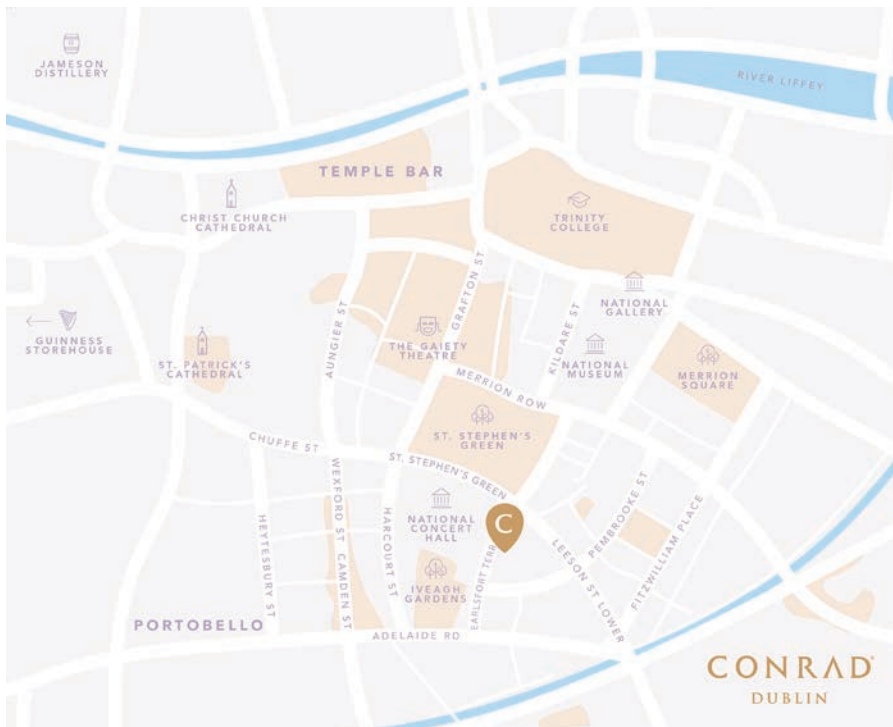 JAMESON
DISTILLERY
RIVER LIFFEY
TEMPLE BAR
CHRIST CHURCH
CATHEDRAL
TRINITY
COLLEGE
GRAFTON ST
NATIONAL
GALLERY
KILDARE ST
GUINNESS
STOREHOUSE
ST. PATRICK'S
CATHEDRAL
AUNGIER ST
THE GAIETY
THEATRE
NATIONAL
MUSEUM
MERRION
SQUARE
MERRION ROW
ST. STEPHEN'S
GREEN
CHUFFE ST
ST. STEPHEN'S GREEN
WEXFORD ST
CAMDEN ST
HEYTESBURY ST
HARCOURT ST
NATIONAL
CONCERT
HALL
C
PEMBROOKE ST
FITZWILLIAM PLACE
LEESON ST LOWER
EARLSFORT TERR
IVEAGH
GARDENS
PORTOBELLO
ADELAIDE RD
CONRAD
DUBLIN